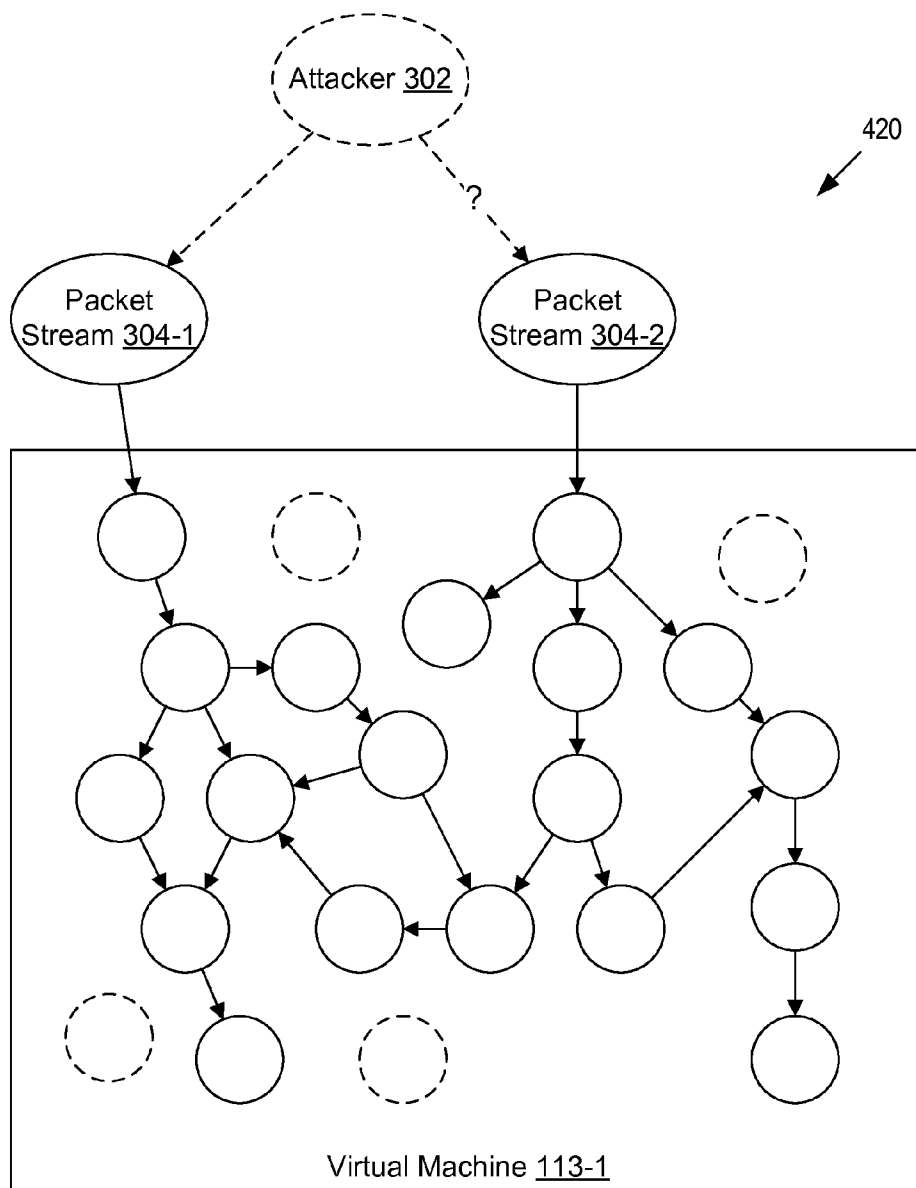 Attacker 302
420
?
Packet
Stream 304-1
Packet
Stream 304-2
Virtual Machine 113-1